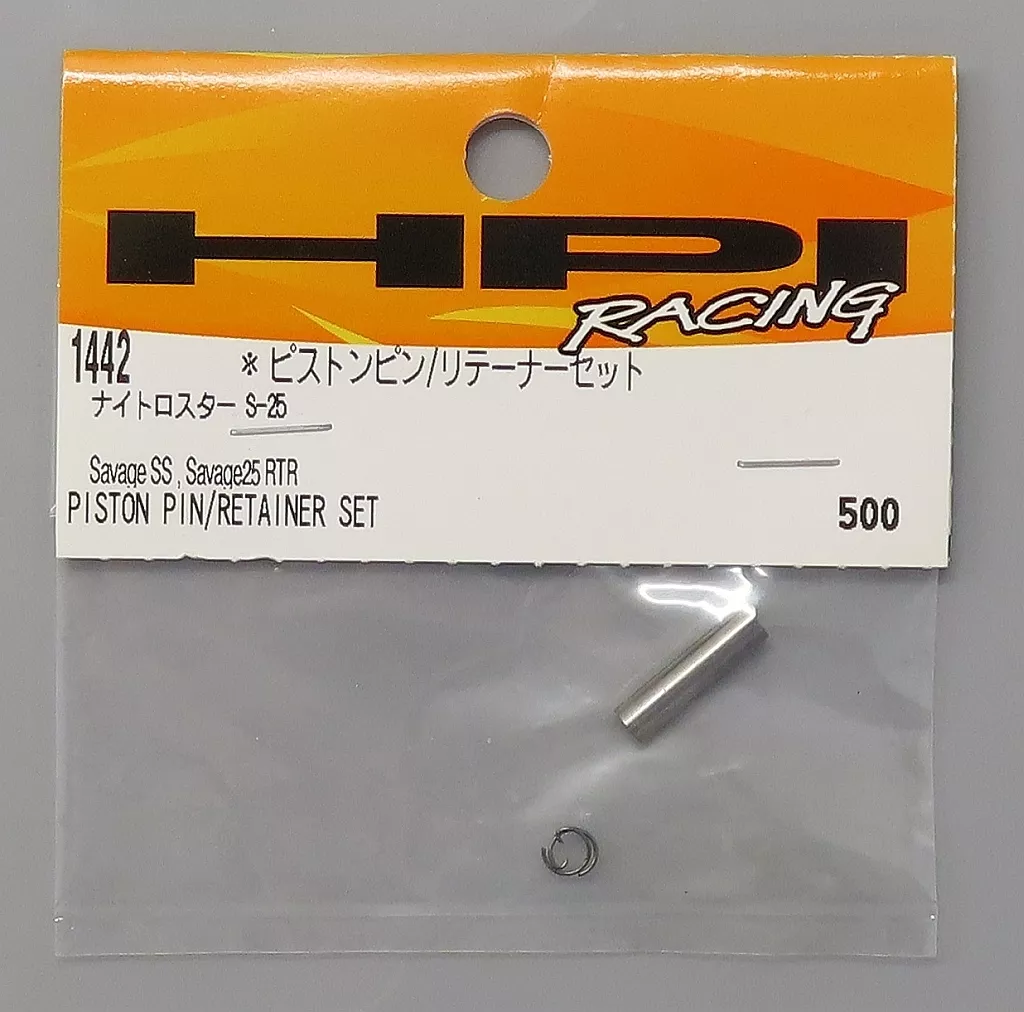 HPI
RACING
1442 ※ピストンピン/リテーナーセット
ナイトロスター S-25
Savage SS , Savage25 RTR
PISTON PIN/RETAINER SET
500